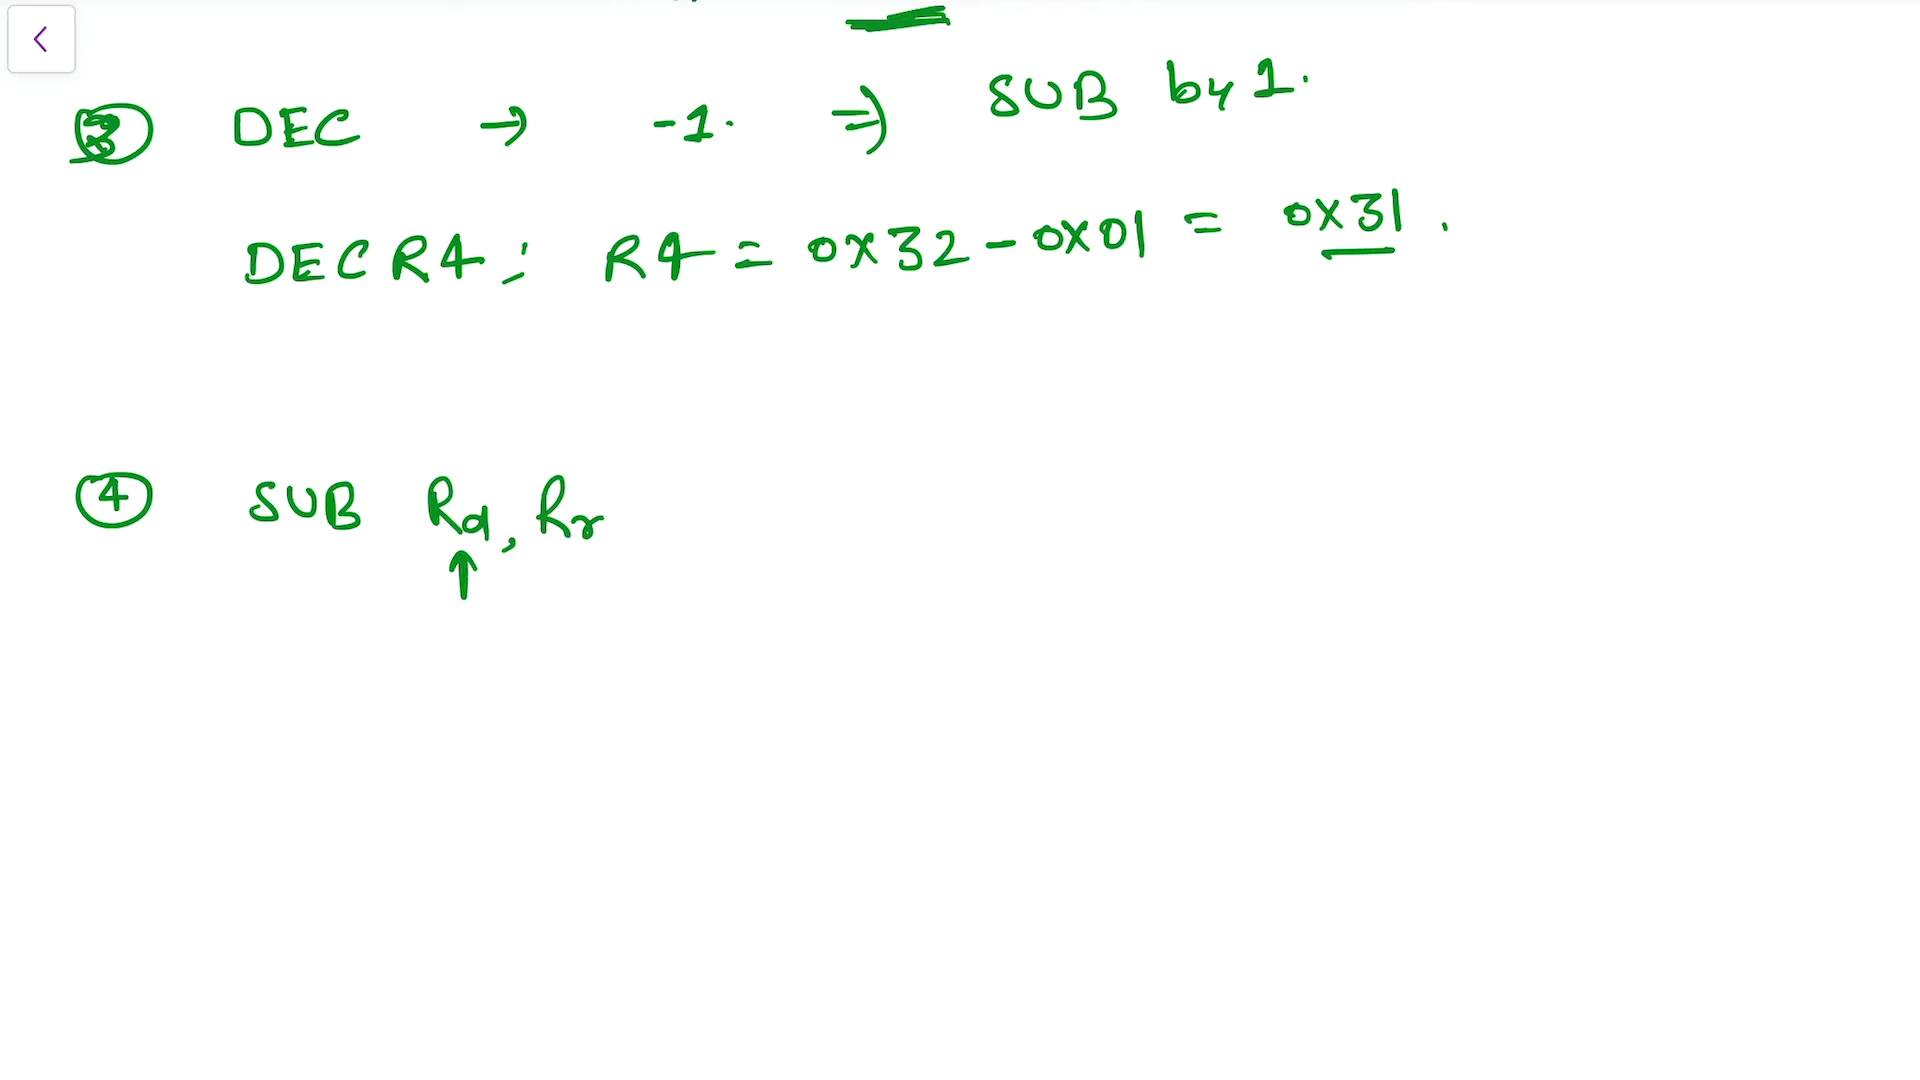 ③ DEC → -1. ⇒ SUB by 1.
DEC R4 : R4 = 0x32 - 0x01 = 0x31 .
④ SUB Rd, Rr
↑